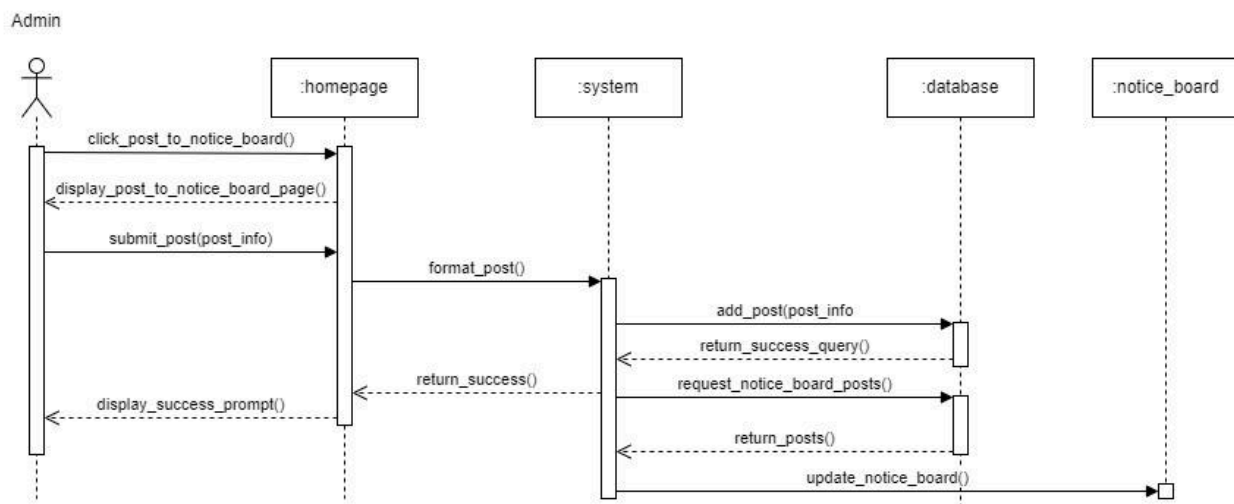 Admin
:homepage
:system
:database
:notice_board
click_post_to_notice_board()
display_post_to_notice_board_page()
submit_post(post_info)
format_post()
add_post(post_info
return_success_query()
return_success()
request_notice_board_posts()
display_success_prompt()
return_posts()
update_notice_board()